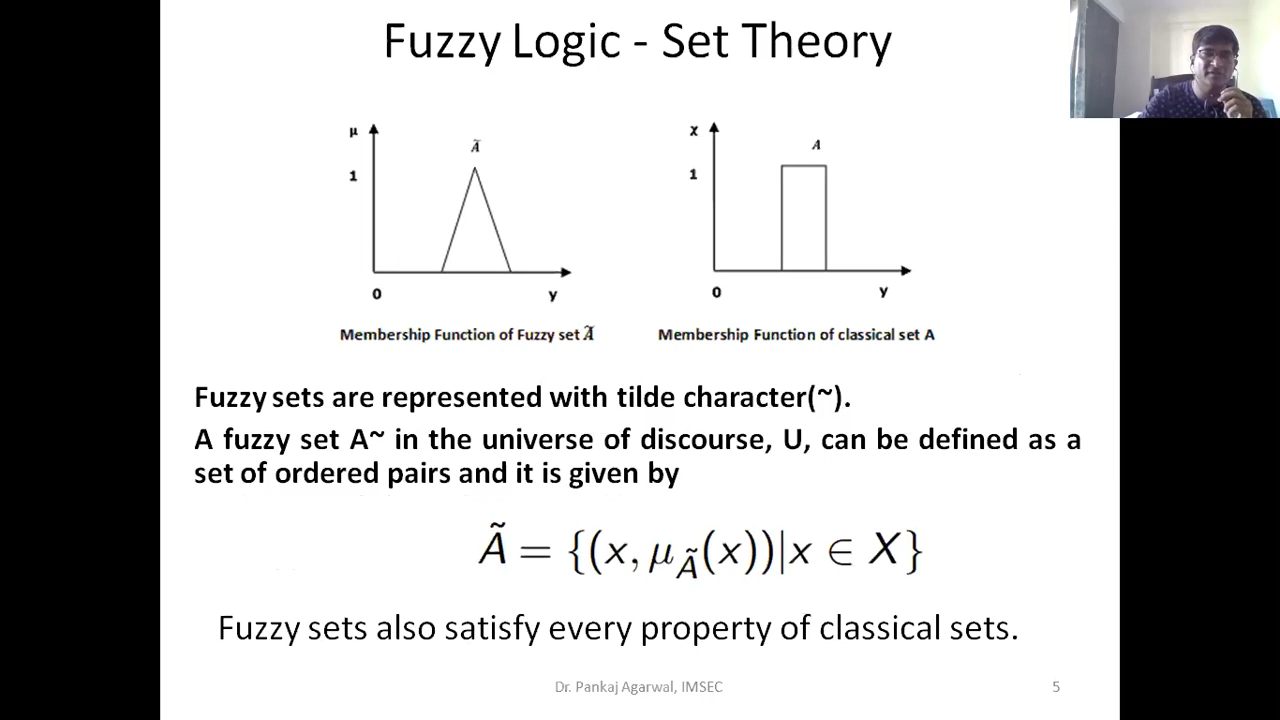 Fuzzy Logic - Set Theory
μ
Ã
1
0
y
χ
A
1
0
y
Membership Function of Fuzzy set Ã
Membership Function of classical set A
Fuzzy sets are represented with tilde character(~).
A fuzzy set A~ in the universe of discourse, U, can be defined as a
set of ordered pairs and it is given by
Ã = {(x, μ_Ã(x))|x ∈ X}
Fuzzy sets also satisfy every property of classical sets.
Dr. Pankaj Agarwal, IMSEC
5